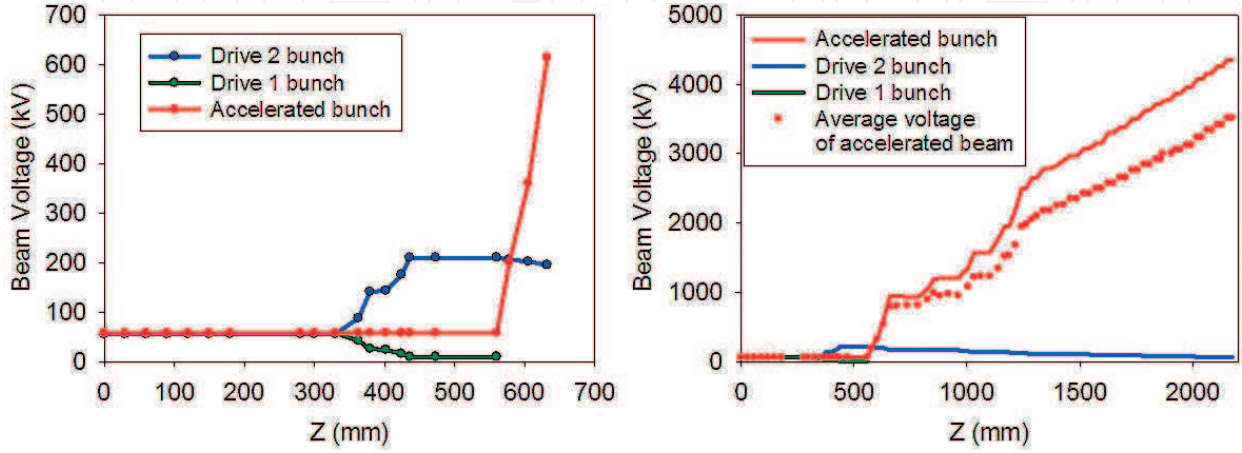 700
600
500
400
300
200
100
0
Beam Voltage (kV)
Drive 2 bunch
Drive 1 bunch
Accelerated bunch
0 100 200 300 400 500 600 700
Z (mm)
5000
4000
3000
2000
1000
0
Beam Voltage (kV)
Accelerated bunch
Drive 2 bunch
Drive 1 bunch
Average voltage
of accelerated beam
0 500 1000 1500 2000
Z (mm)